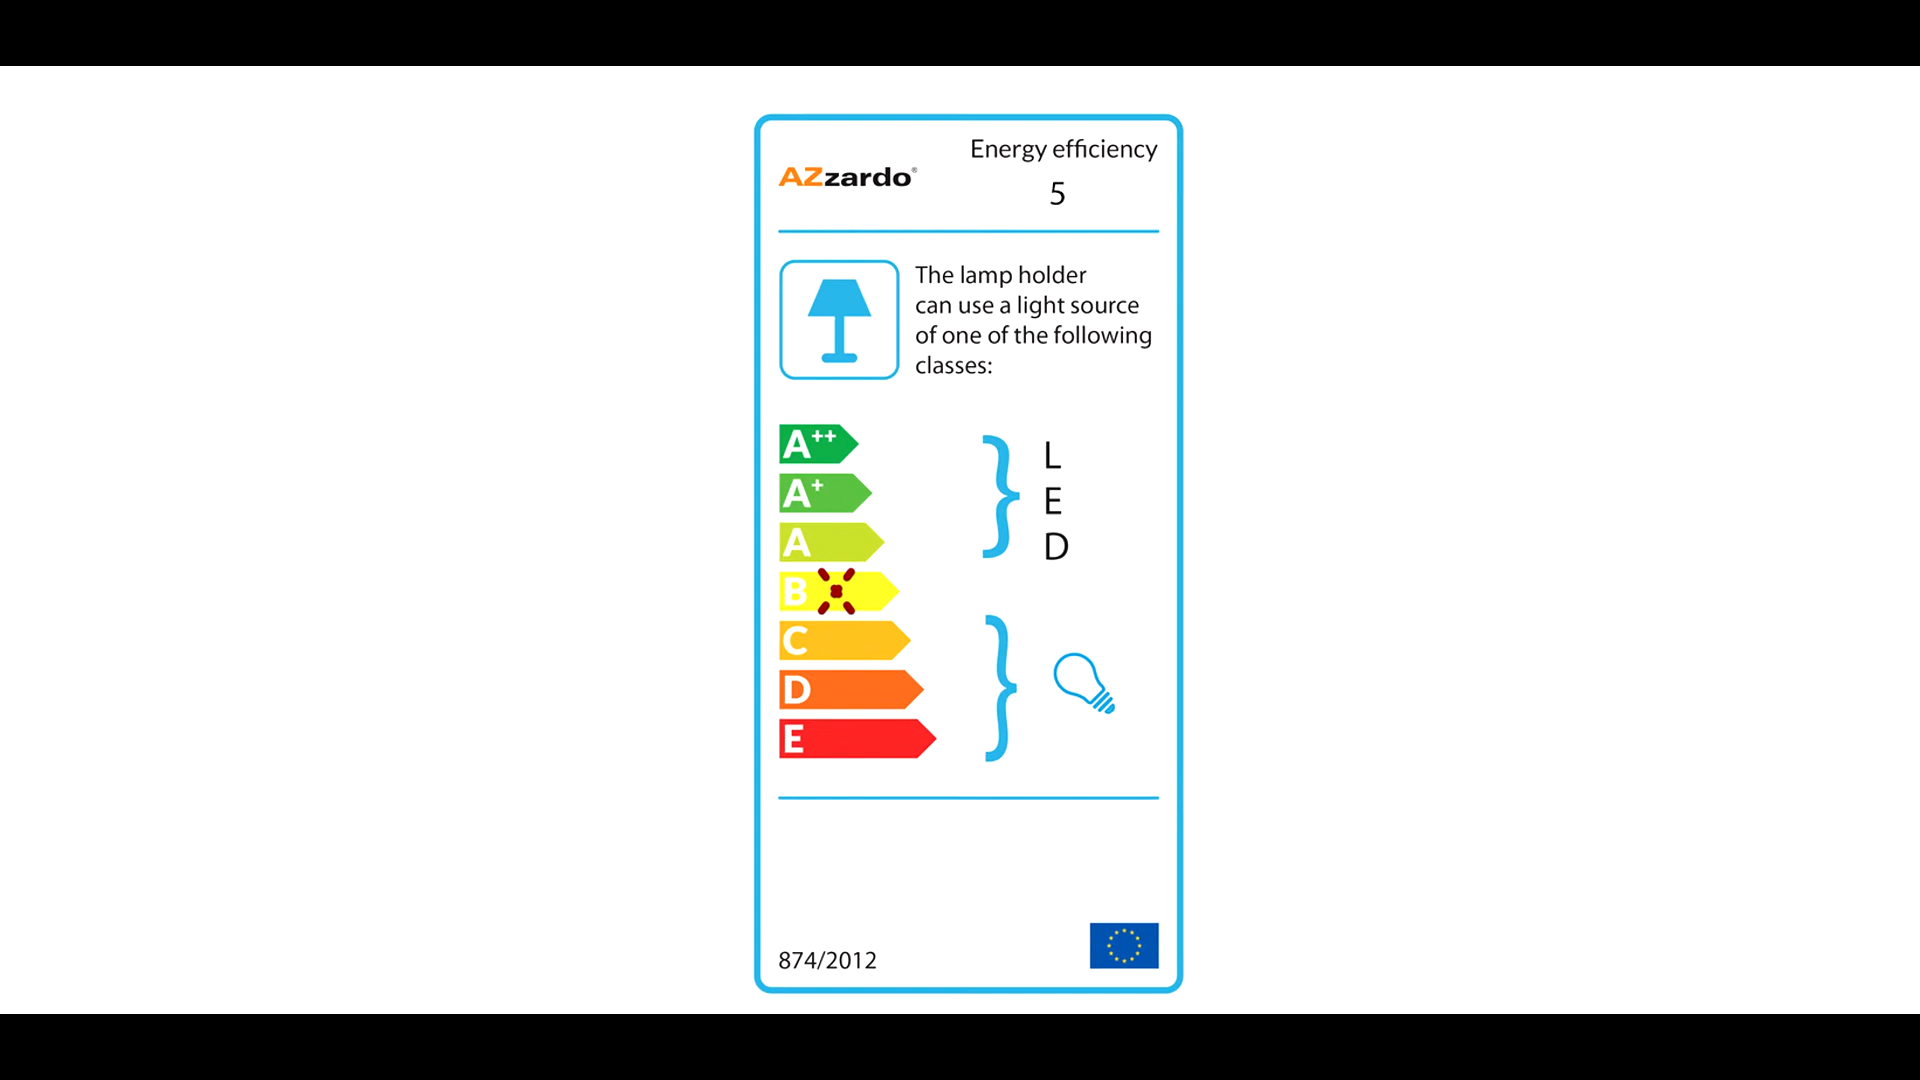 AZzardo®
Energy efficiency
5
The lamp holder
can use a light source
of one of the following
classes:
A++
A+
A
B
C
D
E
L
E
D
874/2012